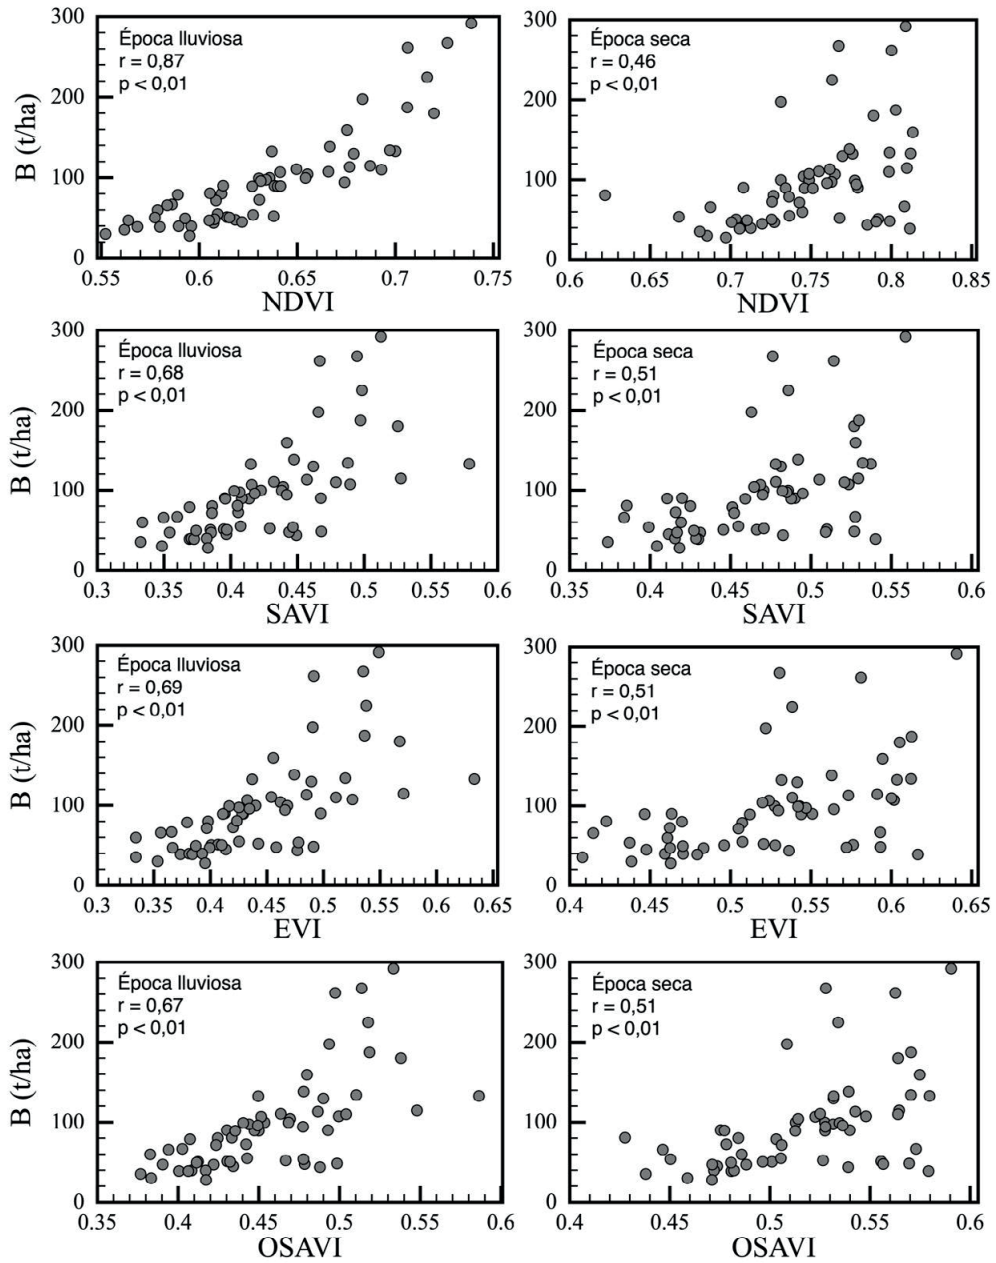 300
200
100
0
B (t/ha)
Época lluviosa
r = 0,87
p < 0,01
0.55
0.6
0.65
0.7
0.75
NDVI
300
200
100
0
Época seca
r = 0,46
p < 0,01
0.6
0.65
0.7
0.75
0.8
0.85
NDVI
300
200
100
0
B (t/ha)
Época lluviosa
r = 0,68
p < 0,01
0.3
0.35
0.4
0.45
0.5
0.55
0.6
SAVI
300
200
100
0
Época seca
r = 0,51
p < 0,01
0.35
0.4
0.45
0.5
0.55
0.6
SAVI
300
200
100
0
B (t/ha)
Época lluviosa
r = 0,69
p < 0,01
0.3
0.35
0.4
0.45
0.5
0.55
0.6
0.65
EVI
300
200
100
0
Época seca
r = 0,51
p < 0,01
0.4
0.45
0.5
0.55
0.6
0.65
EVI
300
200
100
0
B (t/ha)
Época lluviosa
r = 0,67
p < 0,01
0.35
0.4
0.45
0.5
0.55
0.6
OSAVI
300
200
100
0
Época seca
r = 0,51
p < 0,01
0.4
0.45
0.5
0.55
0.6
OSAVI